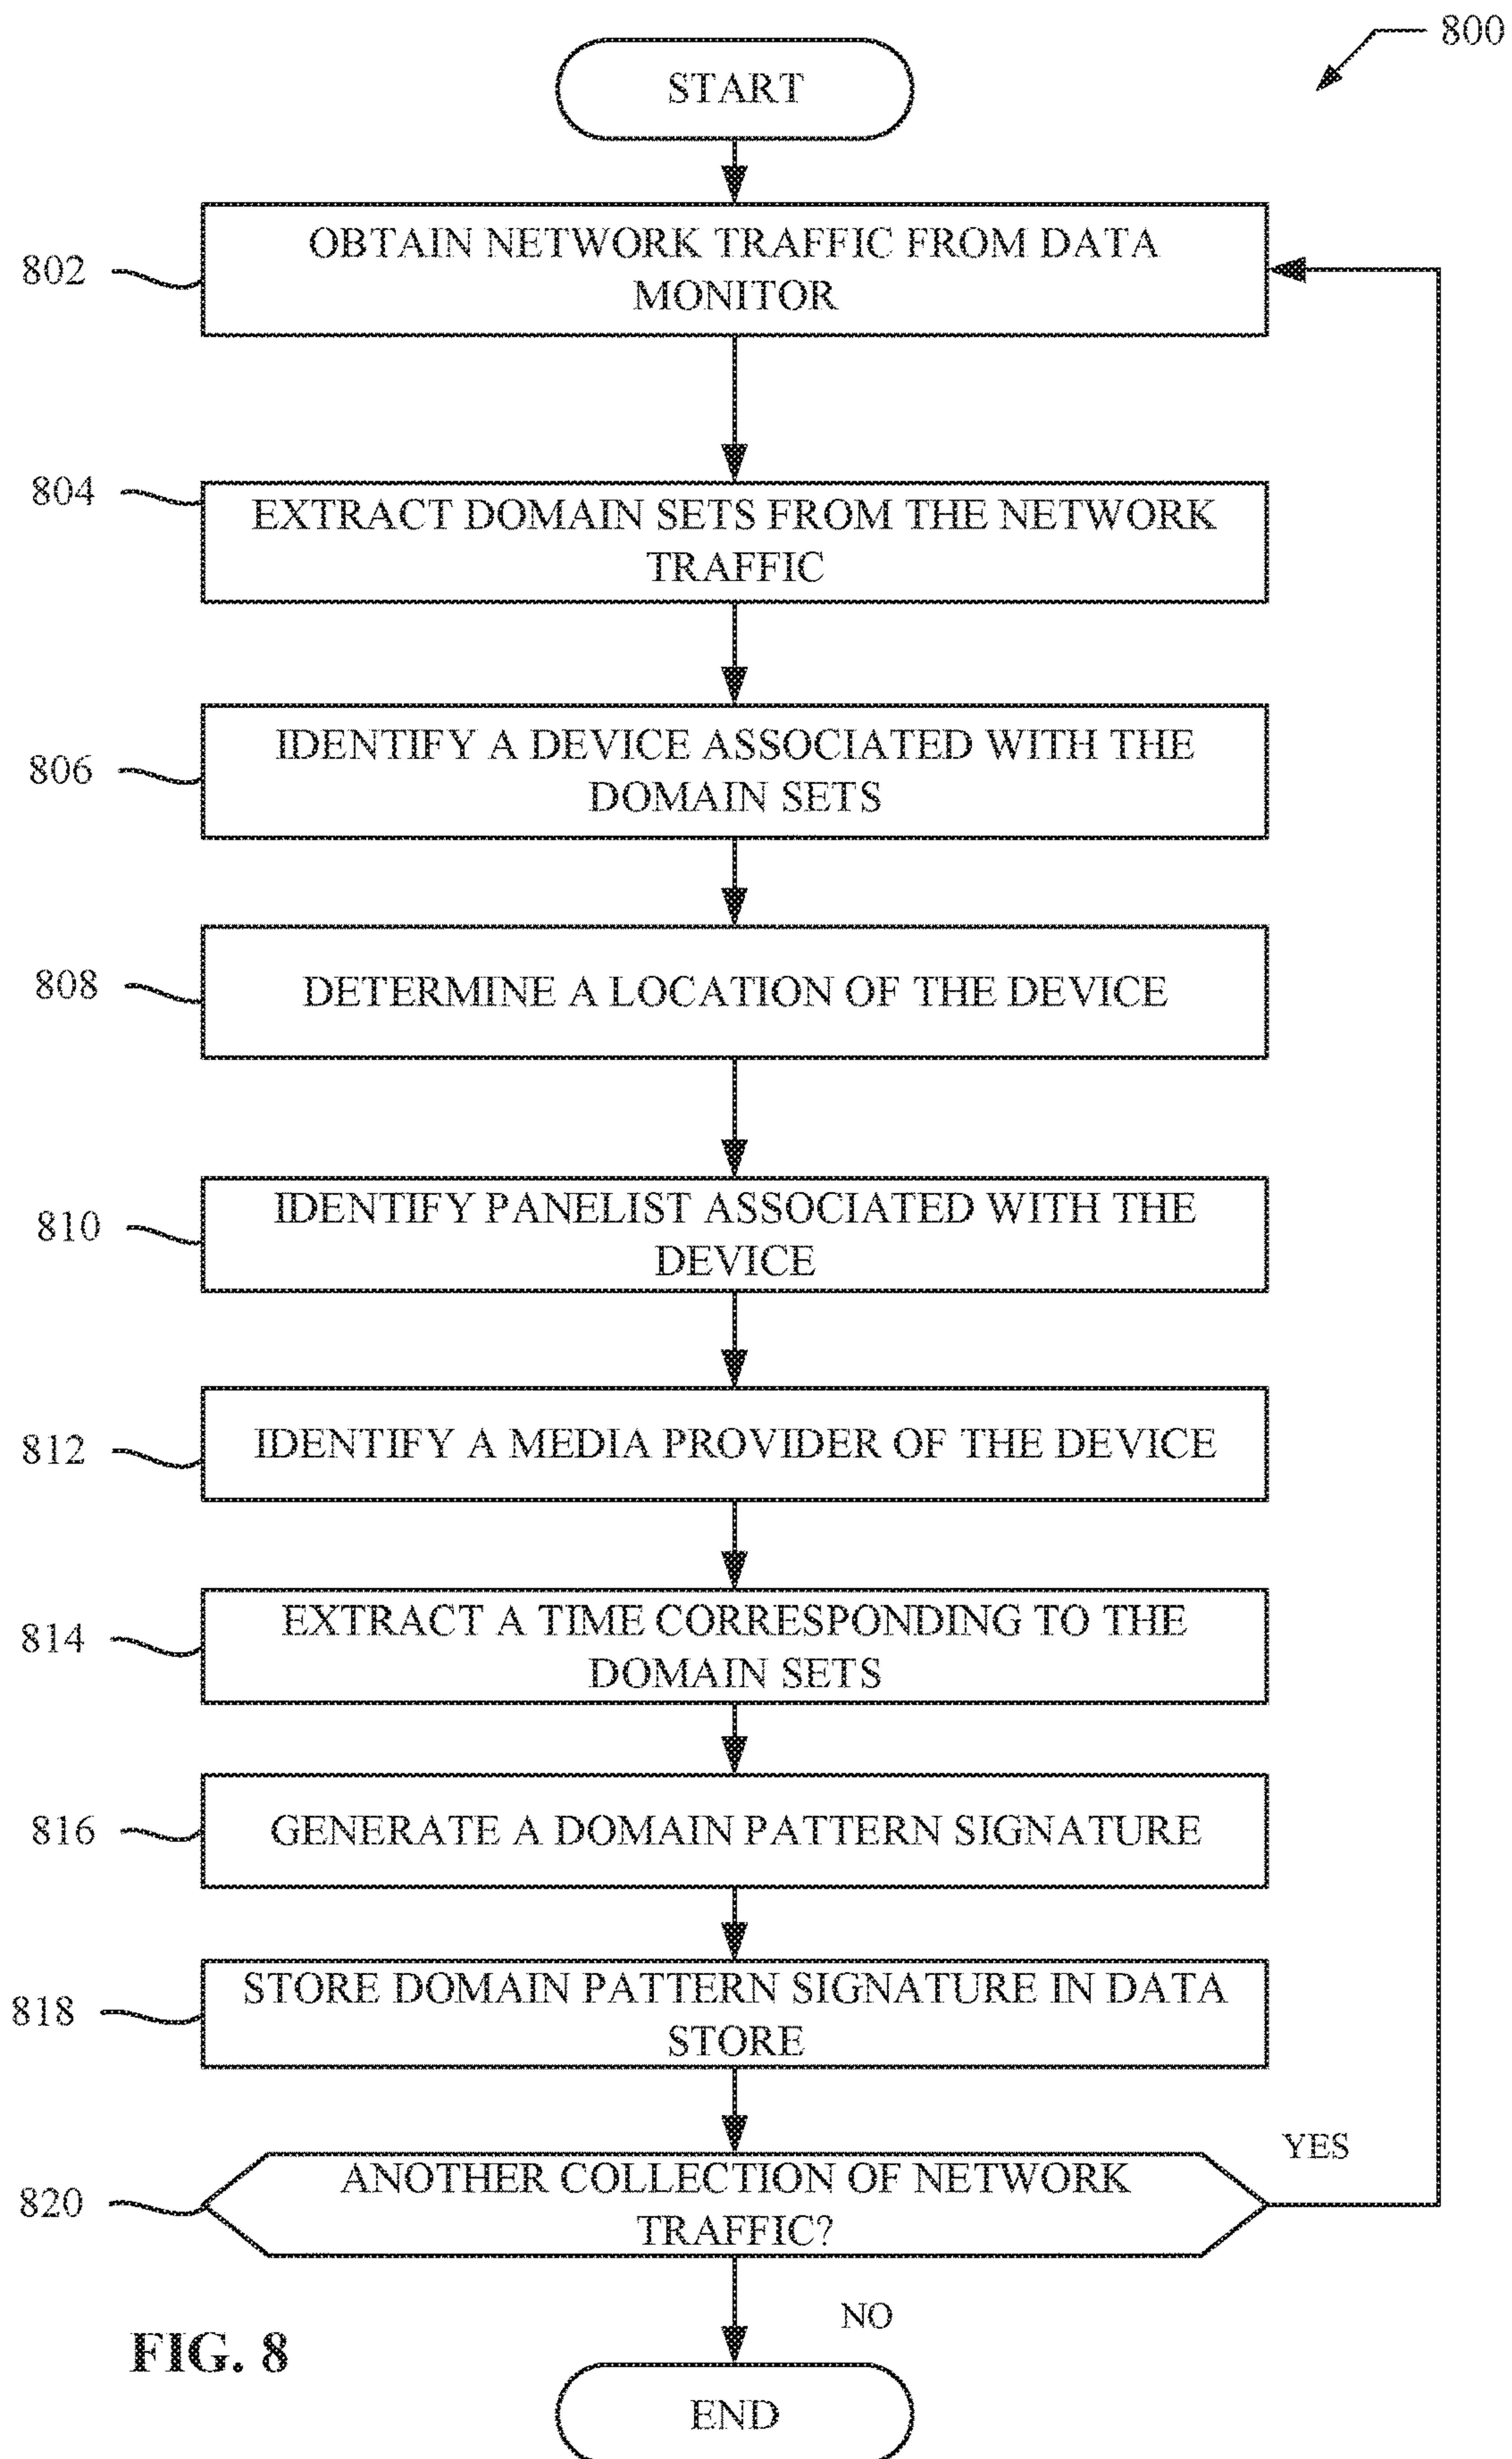 800
START
802
OBTAIN NETWORK TRAFFIC FROM DATA
MONITOR
804
EXTRACT DOMAIN SETS FROM THE NETWORK
TRAFFIC
806
IDENTIFY A DEVICE ASSOCIATED WITH THE
DOMAIN SETS
808
DETERMINE A LOCATION OF THE DEVICE
810
IDENTIFY PANELIST ASSOCIATED WITH THE
DEVICE
812
IDENTIFY A MEDIA PROVIDER OF THE DEVICE
814
EXTRACT A TIME CORRESPONDING TO THE
DOMAIN SETS
816
GENERATE A DOMAIN PATTERN SIGNATURE
818
STORE DOMAIN PATTERN SIGNATURE IN DATA
STORE
820
ANOTHER COLLECTION OF NETWORK
TRAFFIC?
YES
NO
FIG. 8
END